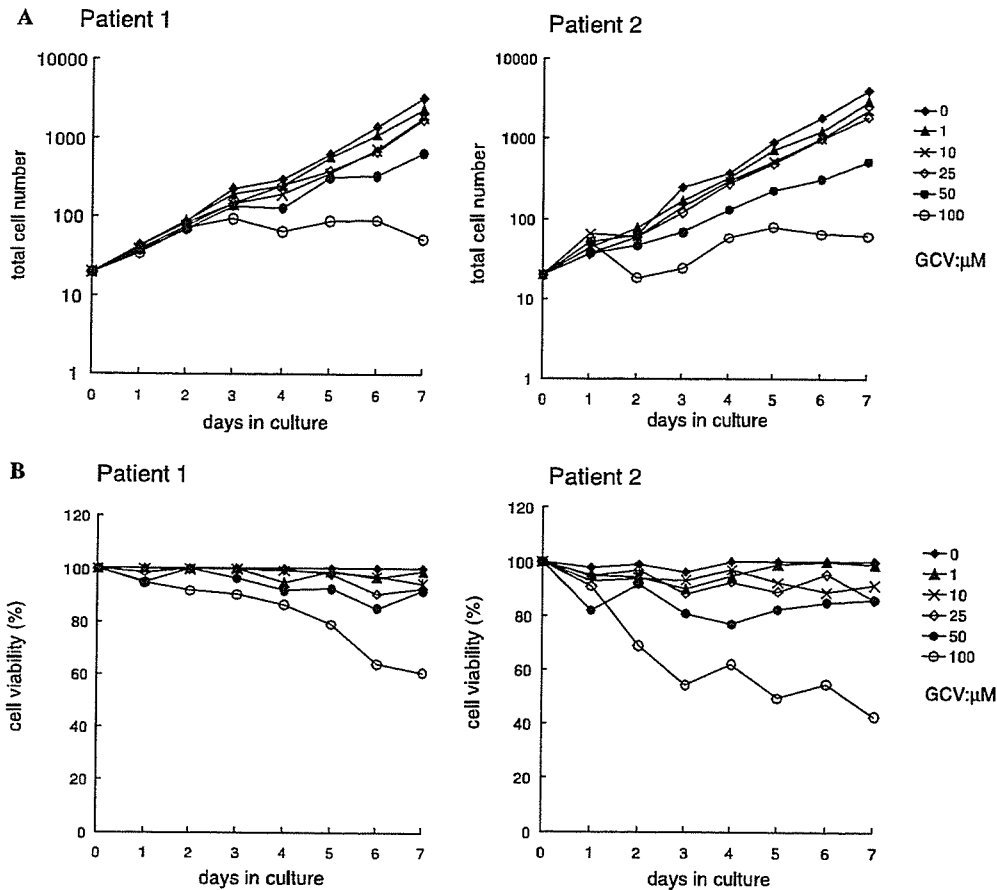 A
Patient 1
10000
1000
100
10
1
total cell number
0 1 2 3 4 5 6 7
days in culture
Patient 2
10000
1000
100
10
1
total cell number
0 1 2 3 4 5 6 7
days in culture
0
1
10
25
50
100
GCV:μM
B
Patient 1
120
100
80
60
40
20
0
cell viability (%)
0 1 2 3 4 5 6 7
days in culture
Patient 2
120
100
80
60
40
20
0
cell viability (%)
0 1 2 3 4 5 6 7
days in culture
0
1
10
25
50
100
GCV:μM